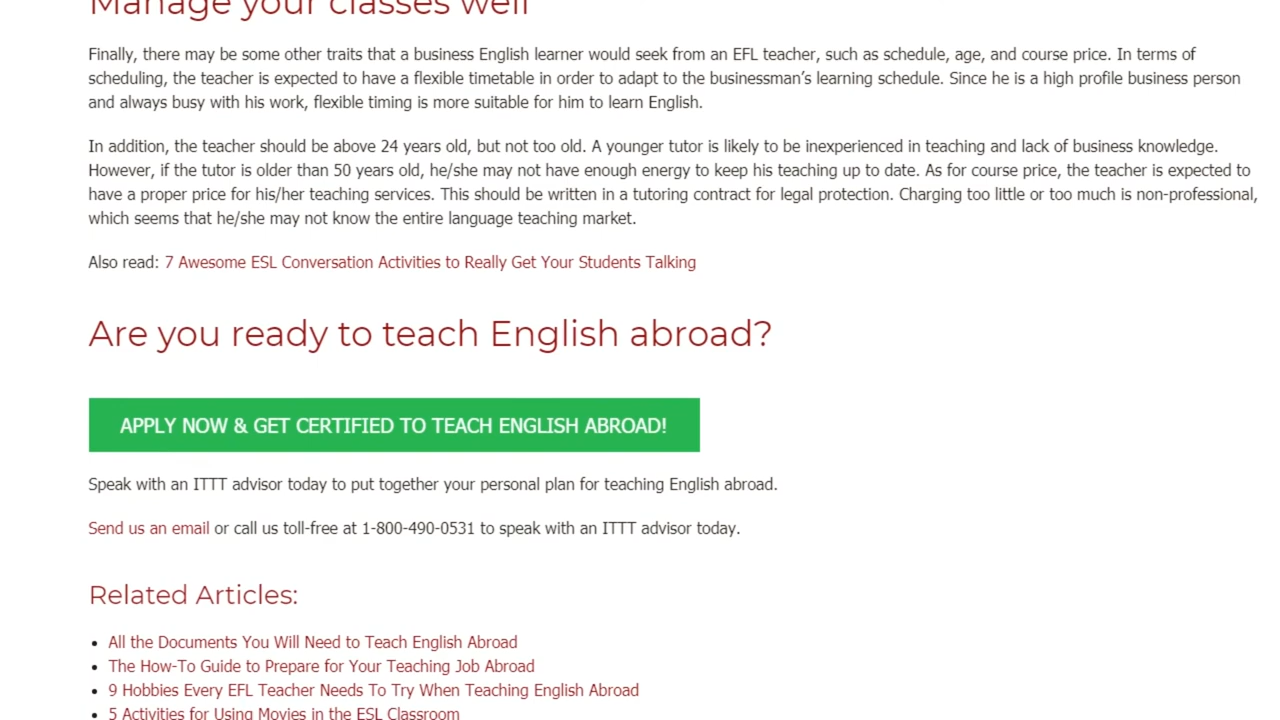 Manage your classes well
Finally, there may be some other traits that a business English learner would seek from an EFL teacher, such as schedule, age, and course price. In terms of
scheduling, the teacher is expected to have a flexible timetable in order to adapt to the businessman’s learning schedule. Since he is a high profile business person
and always busy with his work, flexible timing is more suitable for him to learn English.
In addition, the teacher should be above 24 years old, but not too old. A younger tutor is likely to be inexperienced in teaching and lack of business knowledge.
However, if the tutor is older than 50 years old, he/she may not have enough energy to keep his teaching up to date. As for course price, the teacher is expected to
have a proper price for his/her teaching services. This should be written in a tutoring contract for legal protection. Charging too little or too much is non-professional,
which seems that he/she may not know the entire language teaching market.
Also read: 7 Awesome ESL Conversation Activities to Really Get Your Students Talking
Are you ready to teach English abroad?
APPLY NOW & GET CERTIFIED TO TEACH ENGLISH ABROAD!
Speak with an ITTT advisor today to put together your personal plan for teaching English abroad.
Send us an email or call us toll-free at 1-800-490-0531 to speak with an ITTT advisor today.
Related Articles:
• All the Documents You Will Need to Teach English Abroad
• The How-To Guide to Prepare for Your Teaching Job Abroad
• 9 Hobbies Every EFL Teacher Needs To Try When Teaching English Abroad
• 5 Activities for Using Movies in the ESL Classroom